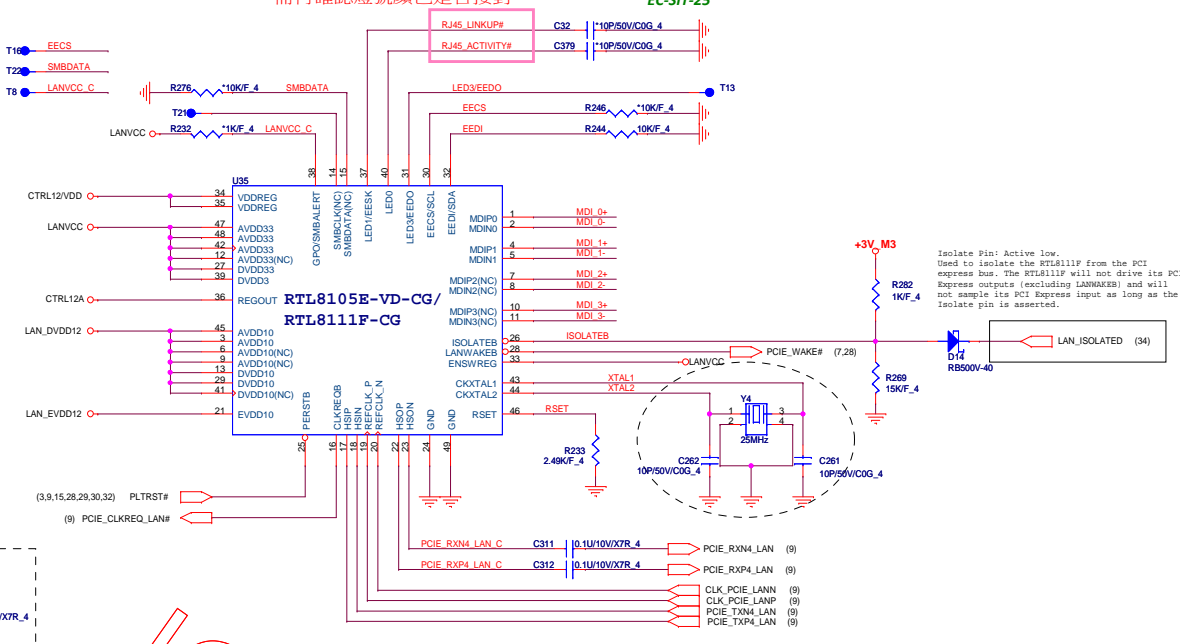 EC-SIT-25
RJ45_LINKUP# C32 *10P/50V/C0G_4
RJ45_ACTIVITY# C379 *10P/50V/C0G_4
T16 EECS
T22 SMBDATA
T8 LANVCC_C
R276 *10K/F_4 SMBDATA
LED3/EEDO T13
T21
EECS R246 *10K/F_4
LANVCC R232 *1K/F_4 LANVCC_C
EEDI R244 10K/F_4
38 14 15 37 40 31 30 32
U35
GPO/SMBALERT
SMBCLK(NC)
SMBDATA(NC)
LED1/EESK
LED0
LED3/EEDO
EECS/SCL
EEDI/SDA
CTRL12/VDD
34 VDDREG
35 VDDREG
LANVCC
47 AVDD33
48 AVDD33
42 AVDD33
12 AVDD33(NC)
27 DVDD33
39 DVDD3
CTRL12A
36 REGOUT
RTL8105E-VD-CG/
RTL8111F-CG
LAN_DVDD12
45 AVDD10
3 AVDD10
6 AVDD10(NC)
9 AVDD10(NC)
13 DVDD10
29 DVDD10
41 DVDD10(NC)
LAN_EVDD12
21 EVDD10
MDIP0 1 MDI_0+
MDIN0 2 MDI_0-
MDIP1 4 MDI_1+
MDIN1 5 MDI_1-
MDIP2(NC) 7 MDI_2+
MDIN2(NC) 8 MDI_2-
MDIP3(NC) 10 MDI_3+
MDIN3(NC) 11 MDI_3-
ISOLATEB 26 ISOLATEB
LANWAKEB 28 PCIE_WAKE# (7,28)
ENSWREG 33 LANVCC
CKXTAL1 43 XTAL1
CKXTAL2 44 XTAL2
RSET 46 RSET
PERSTB
CLKREQB
HSIP
HSIN
REFCLK_P
REFCLK_N
HSOP
HSON
GND
GND
25 16 17 18 19 20 22 23 24 49
+3V_M3
R282
1K/F_4
R269
15K/F_4
Isolate Pin: Active low.
Used to isolate the RTL8111F from the PCI
express bus. The RTL8111F will not drive its PCI
Express outputs (excluding LANWAKEB) and will
not sample its PCI Express input as long as the
Isolate pin is asserted.
D14
RB500V-40
LAN_ISOLATED (34)
R233
2.49K/F_4
Y4
1 3
2 4
25MHz
C262
10P/50V/C0G_4
C261
10P/50V/C0G_4
(3,9,15,28,29,30,32) PLTRST#
(9) PCIE_CLKREQ_LAN#
PCIE_RXN4_LAN_C C311 0.1U/10V/X7R_4 PCIE_RXN4_LAN (9)
PCIE_RXP4_LAN_C C312 0.1U/10V/X7R_4 PCIE_RXP4_LAN (9)
CLK_PCIE_LANN (9)
CLK_PCIE_LANP (9)
PCIE_TXN4_LAN (9)
PCIE_TXP4_LAN (9)
/X7R_4